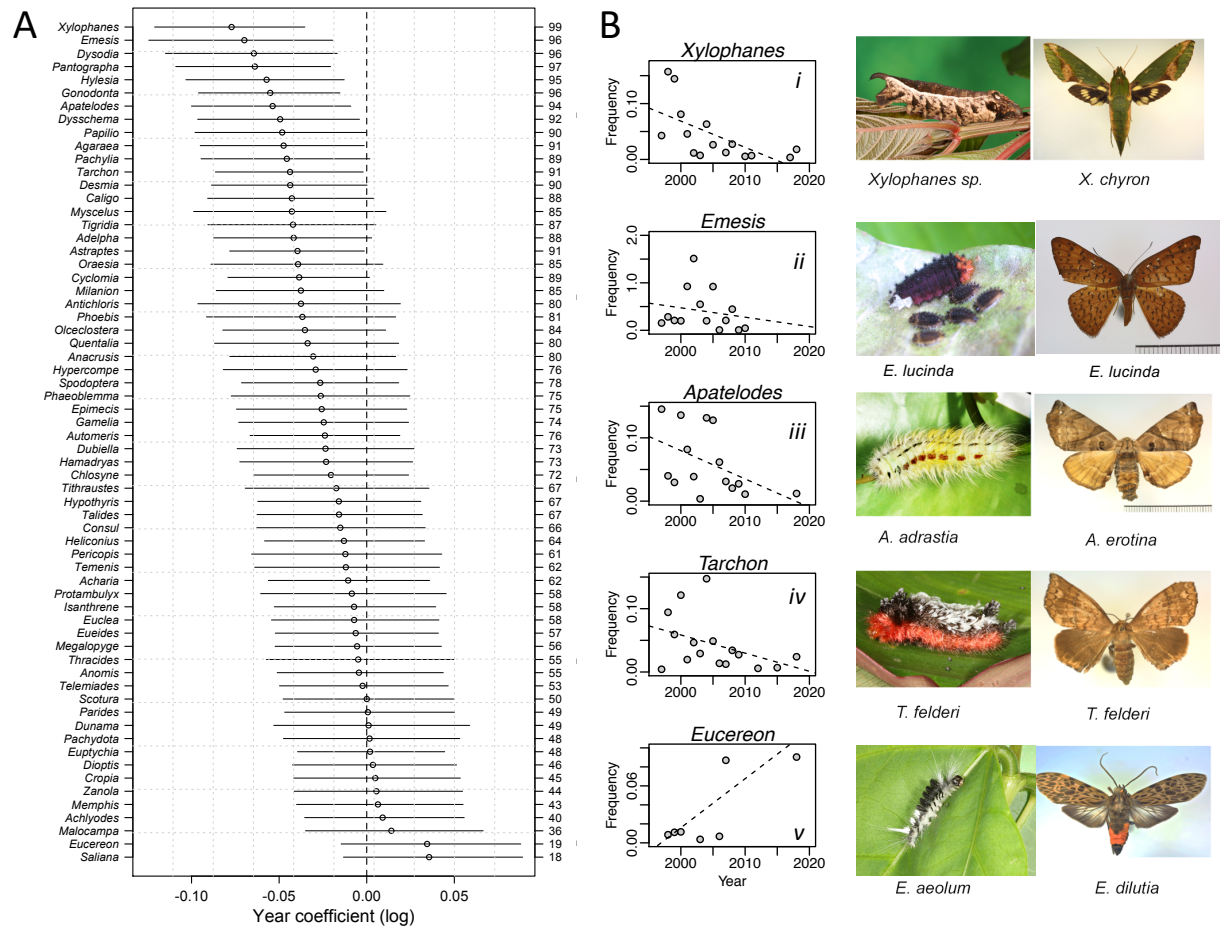 A
Xylophanes 99
Emesis 96
Dysodia 96
Pantographa 97
Hylesia 95
Gonodonta 96
Apatelodes 94
Dysschema 92
Papilio 90
Agaraea 91
Pachylia 89
Tarchon 91
Desmia 90
Caligo 88
Myscelus 85
Tigridia 87
Adelpha 88
Astraptes 91
Oraesia 85
Cyclomia 89
Milanion 85
Antichloris 80
Phoebis 81
Olceclostera 84
Quentalia 80
Anacrusis 80
Hypercompe 76
Spodoptera 78
Phaeoblemma 75
Epimecis 75
Gamelia 74
Automeris 76
Dubiella 73
Hamadryas 73
Chlosyne 72
Tithraustes 67
Hypothyris 67
Talides 67
Consul 66
Heliconius 64
Pericopis 61
Temenis 62
Acharia 62
Protambulyx 58
Isanthrene 58
Euclea 58
Eueides 57
Megalopyge 56
Thracides 55
Anomis 55
Telemiades 53
Scotura 50
Parides 49
Dunama 49
Pachydota 48
Euptychia 48
Dioptis 46
Cropia 45
Zanola 44
Memphis 43
Achlyodes 40
Malocampa 36
Eucereon 19
Saliana 18
-0.10 -0.05 0.00 0.05
Year coefficient (log)
B
Xylophanes
i
Frequency
0.00 0.10
2000 2010 2020
Xylophanes sp. X. chyron
Emesis
ii
Frequency
0.0 1.0 2.0
2000 2010 2020
E. lucinda E. lucinda
Apatelodes
iii
Frequency
0.00 0.10
2000 2010 2020
A. adrastia A. erotina
Tarchon
iv
Frequency
0.00 0.10
2000 2010 2020
T. felderi T. felderi
Eucereon
v
Frequency
0.00 0.06
2000 2010 2020
Year
E. aeolum E. dilutia